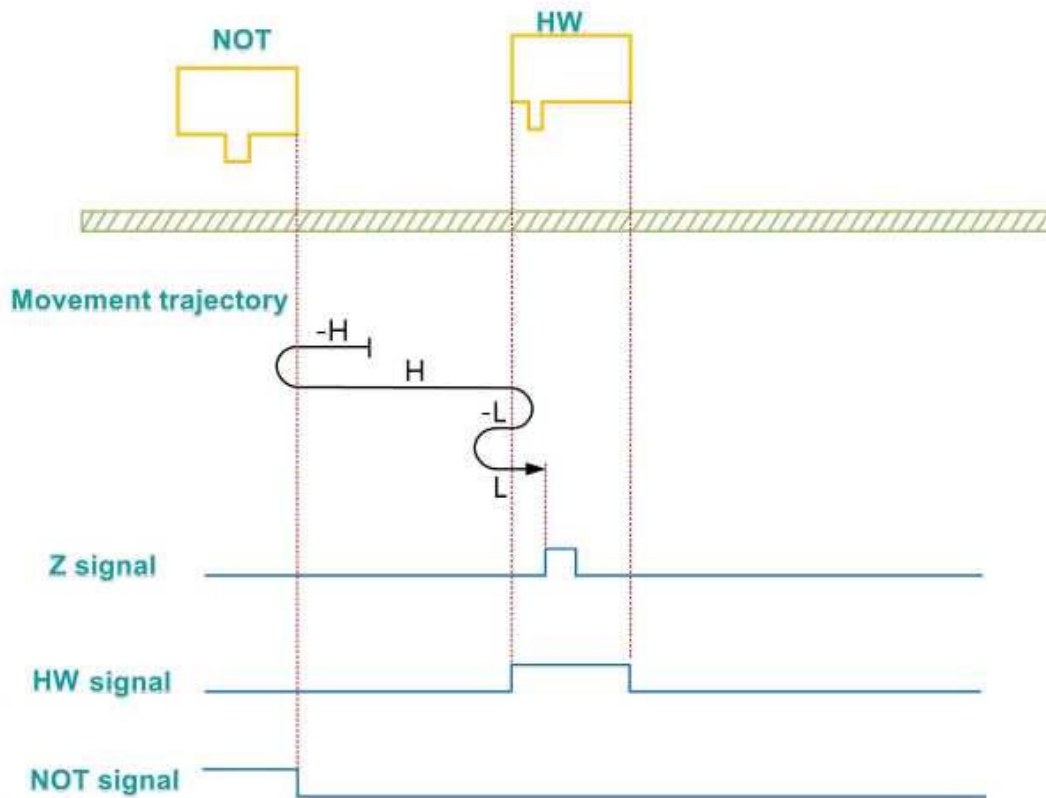 NOT
HW
Movement trajectory
-H
H
-L
L
Z signal
HW signal
NOT signal